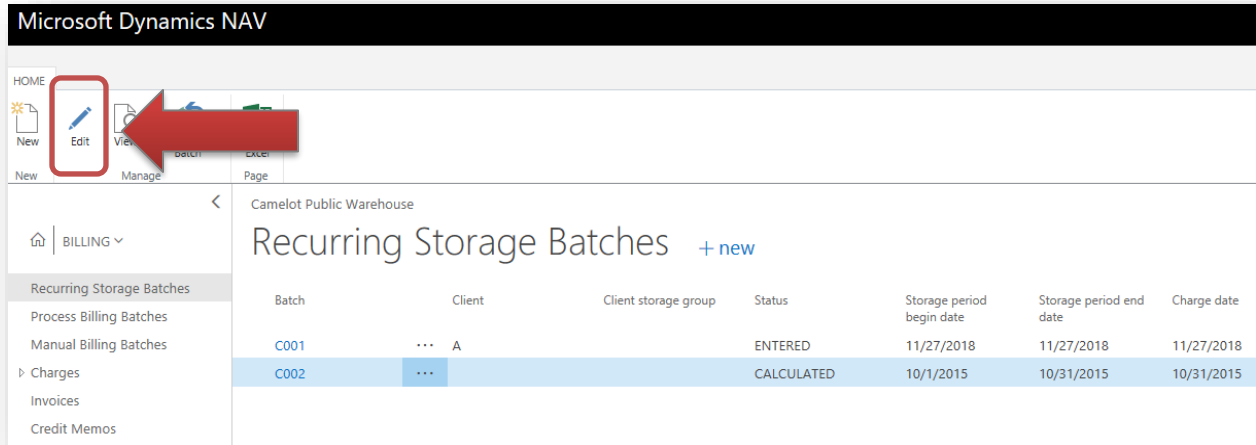 Microsoft Dynamics NAV
HOME
New Edit Batch Excel
New Manage Page
Camelot Public Warehouse
BILLING
Recurring Storage Batches + new
Recurring Storage Batches
Process Billing Batches
Manual Billing Batches
Charges
Invoices
Credit Memos
Batch Client Client storage group Status Storage period begin date Storage period end date Charge date
C001 ... A ENTERED 11/27/2018 11/27/2018 11/27/2018
C002 ... CALCULATED 10/1/2015 10/31/2015 10/31/2015